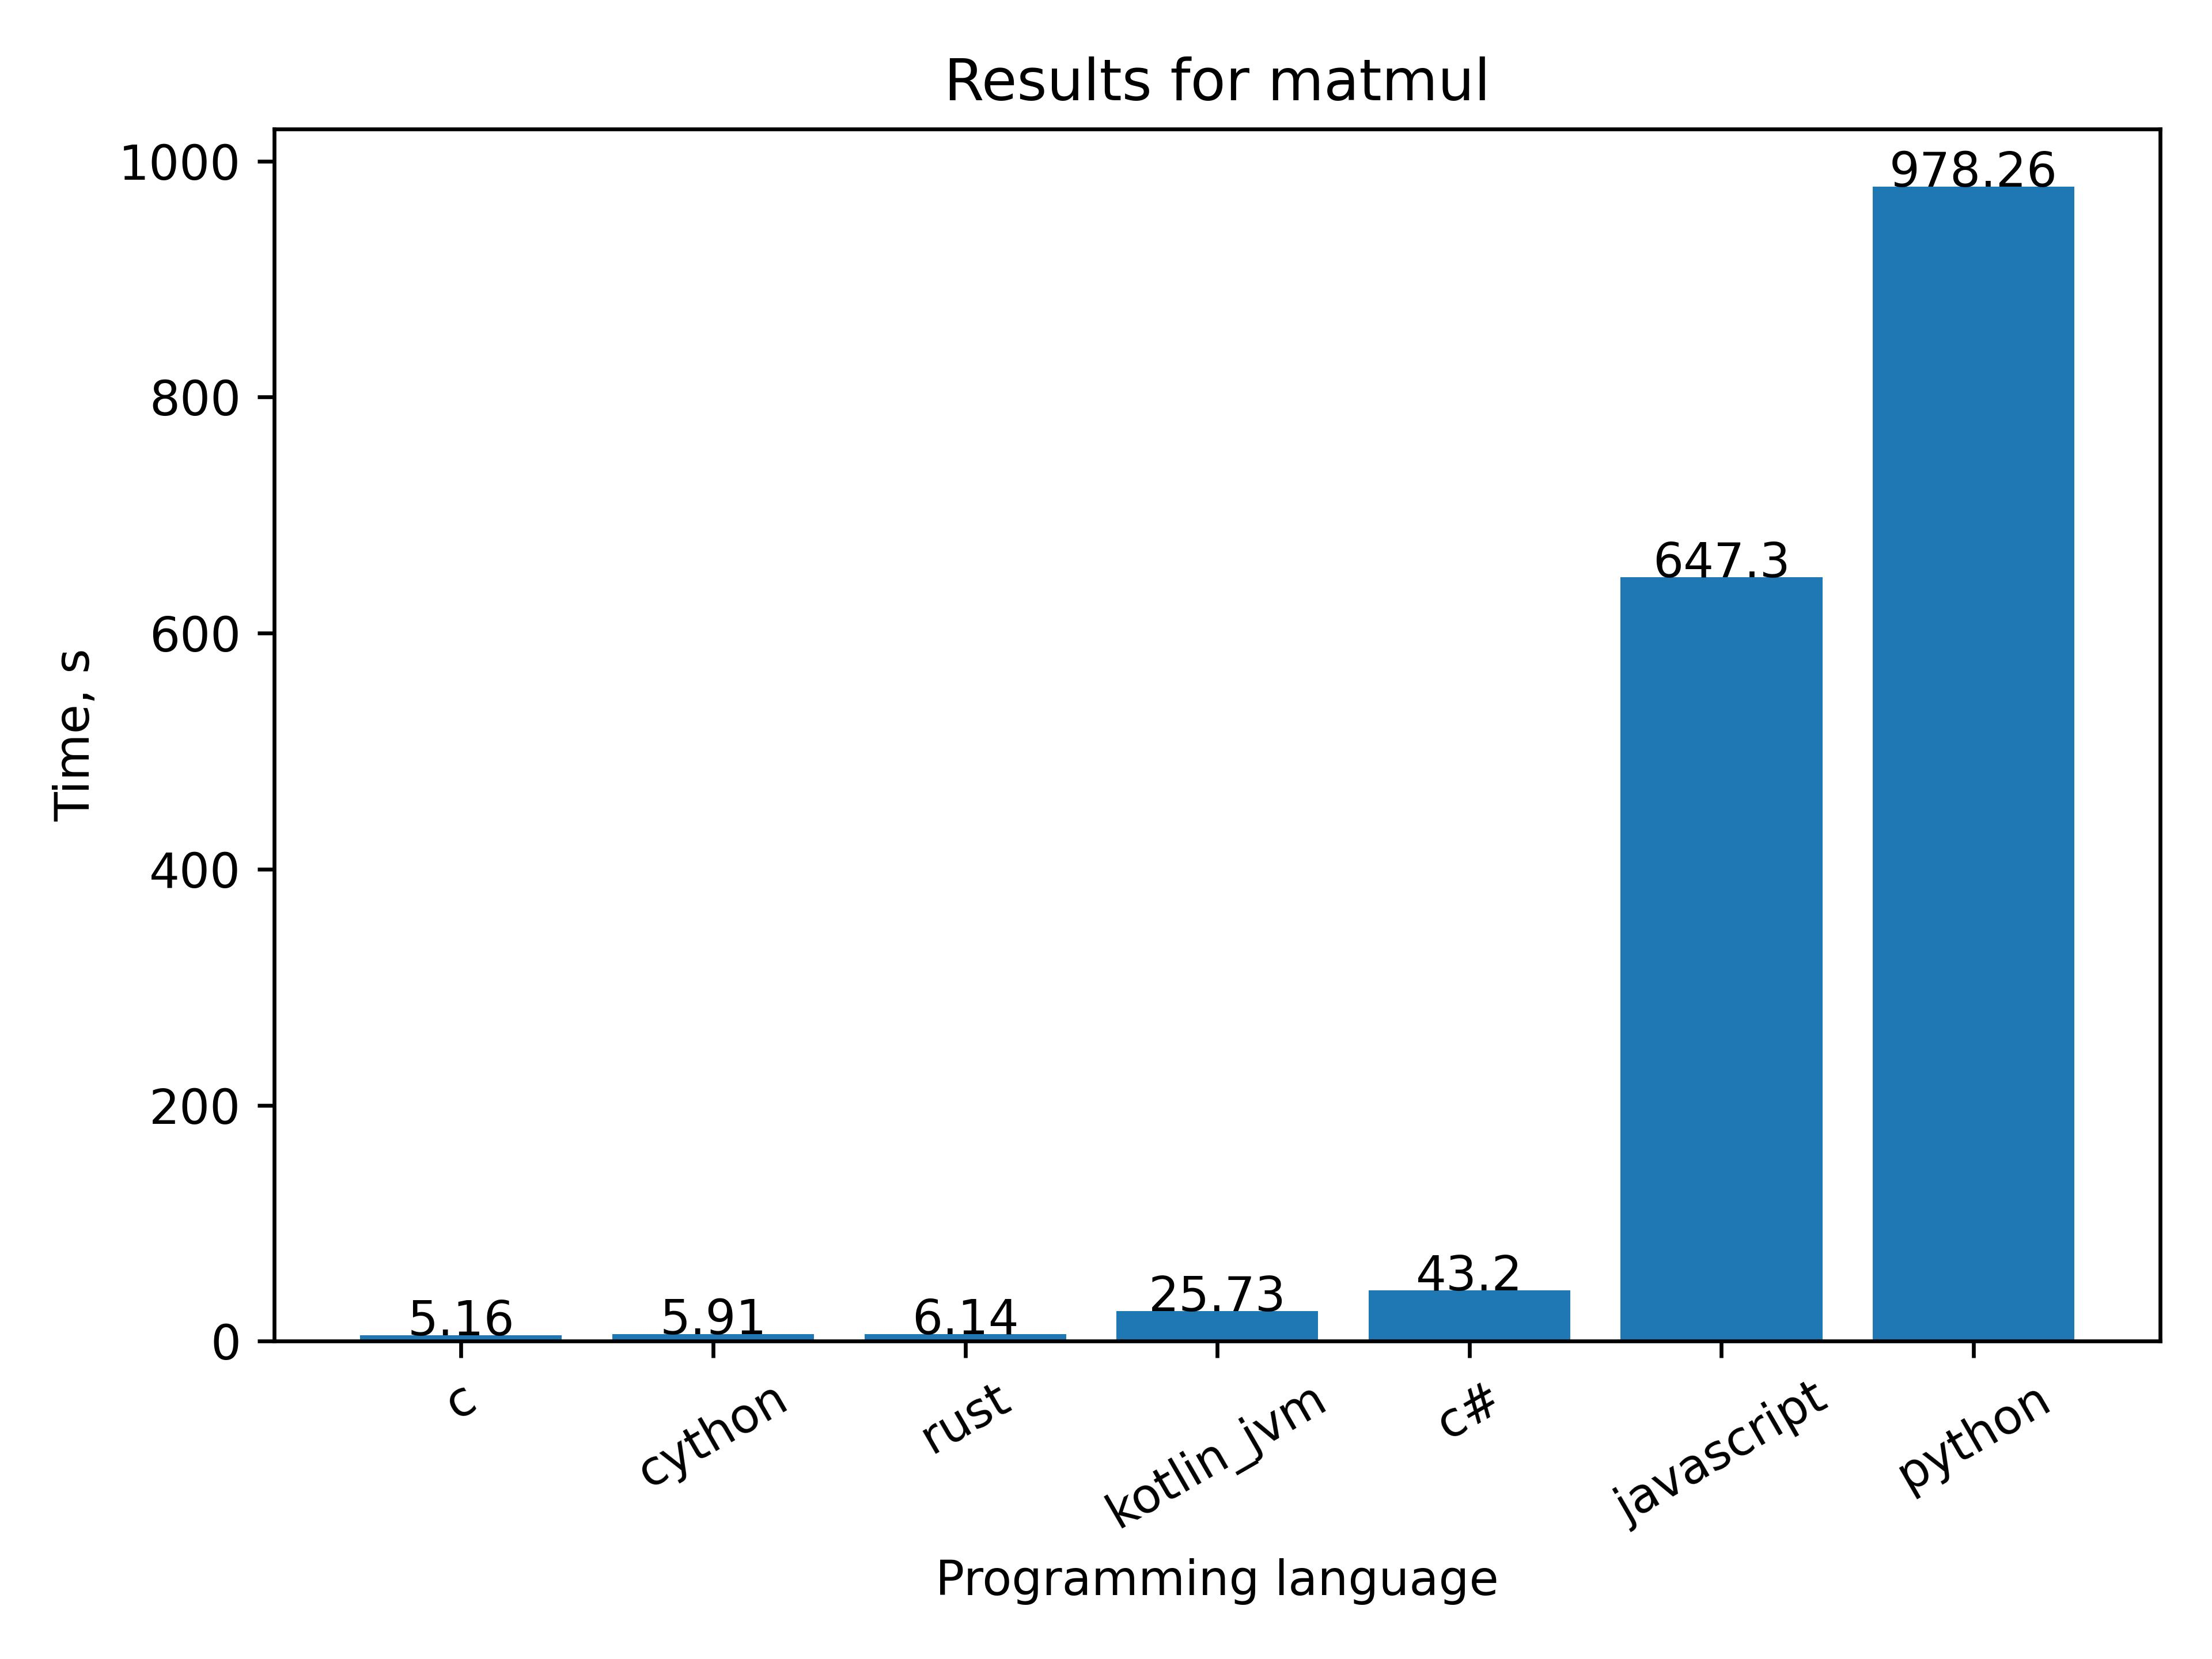 Results for matmul
1000
800
600
400
200
0
Time, s
5.16
5.91
6.14
25.73
43.2
647.3
978.26
c
cython
rust
kotlin_jvm
c#
javascript
python
Programming language